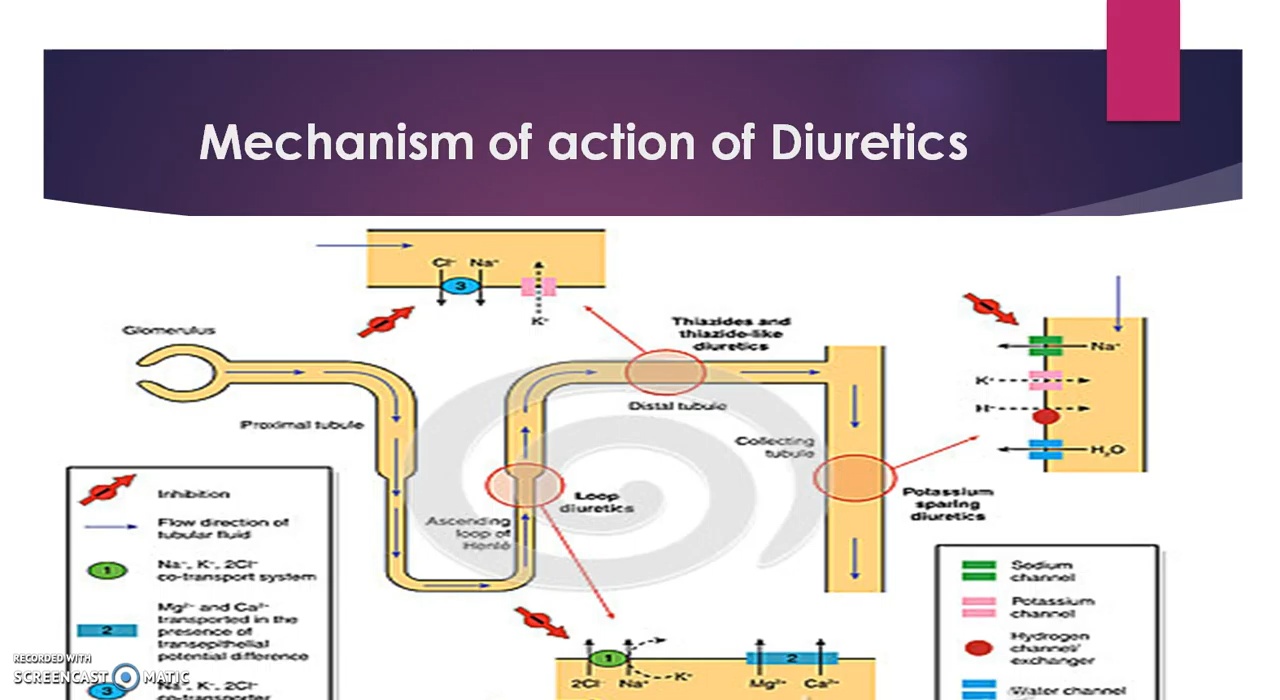 Mechanism of action of Diuretics
Cl⁻ Na⁺
3
K⁺
Thiazides and
thiazide-like
diuretics
Glomerulus
Na⁺
K⁺
H⁻
H₂O
Distal tubule
Proximal tubule
Collecting
tubule
Loop
diuretics
Potassium
sparing
diuretics
Ascending
loop of
Henlé
Inhibition
Flow direction of
tubular fluid
1
Na⁺, K⁺, 2Cl⁻
co-transport system
2
Mg²⁺ and Ca²⁺
transported in the
presence of
transepithelial
potential difference
3
Na⁺, K⁺, 2Cl⁻
co-transporter
1
2Cl⁻ Na⁺ K⁺
2
Mg²⁺ Ca²⁺
Sodium
channel
Potassium
channel
Hydrogen
channel/
exchanger
Water channel
RECORDED WITH
SCREENCAST MATIC